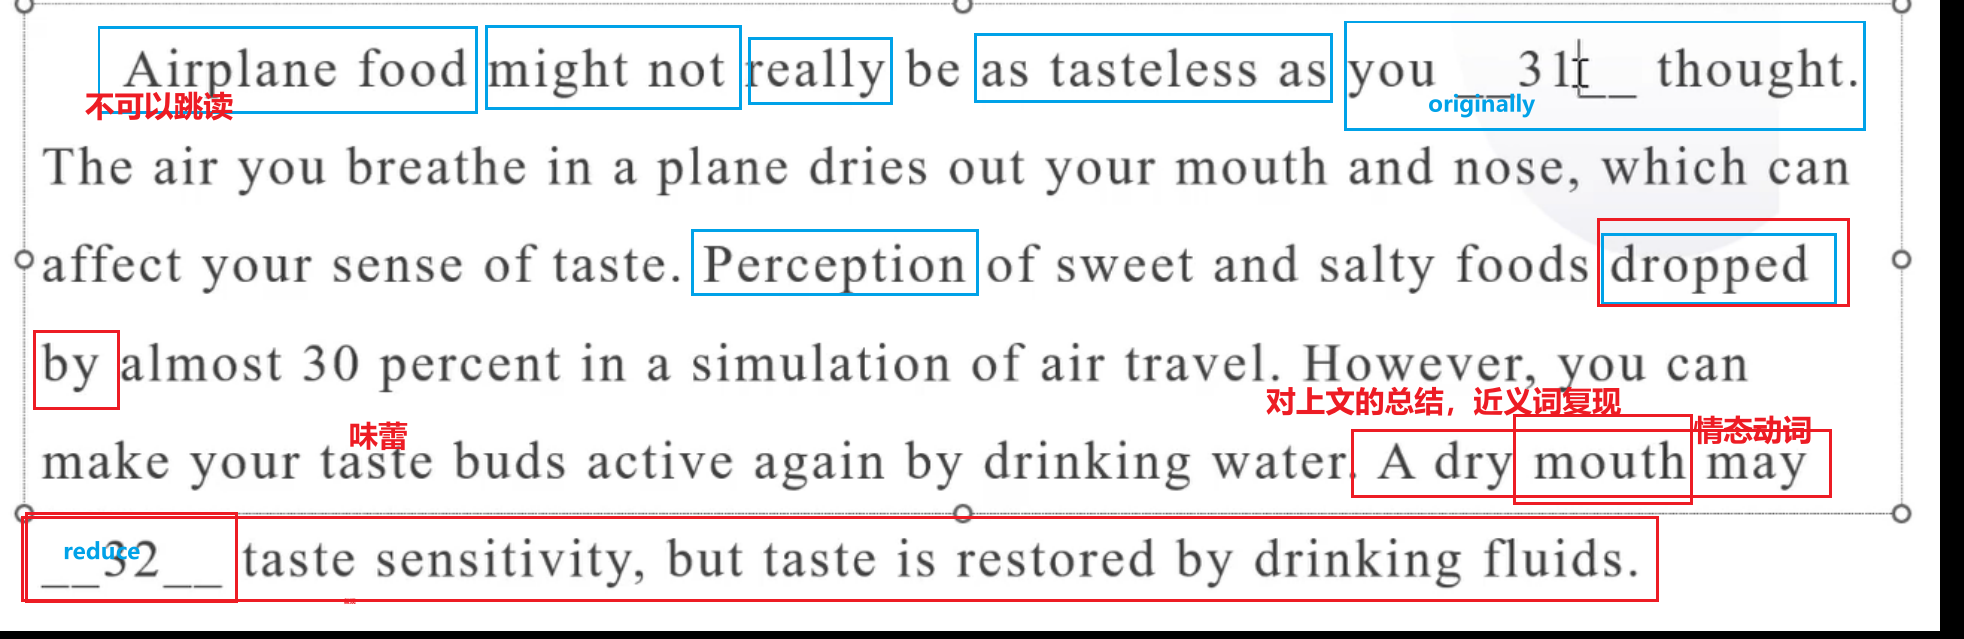 Airplane food might not really be as tasteless as you __31__ thought.
不可以跳读
originally
The air you breathe in a plane dries out your mouth and nose, which can
affect your sense of taste. Perception of sweet and salty foods dropped
by almost 30 percent in a simulation of air travel. However, you can
对上文的总结，近义词复现
味蕾
情态动词
make your taste buds active again by drinking water. A dry mouth may
reduce
__32__ taste sensitivity, but taste is restored by drinking fluids.